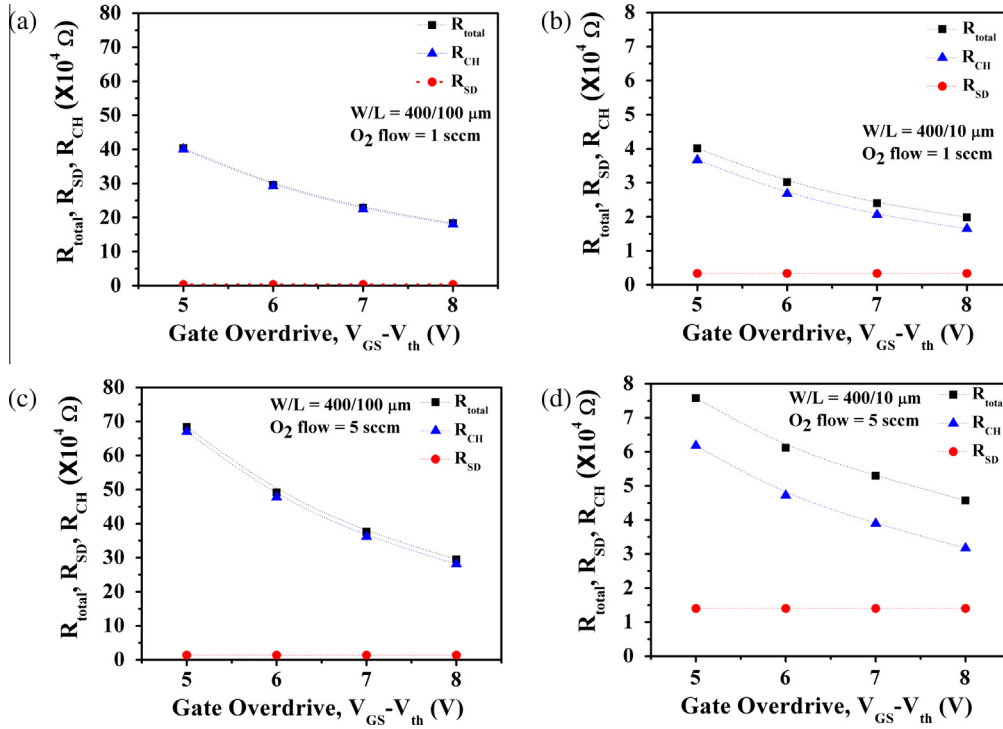 (a)
R_total, R_SD, R_CH (X10^4 Ω)
80
70
60
50
40
30
20
10
0
R_total
R_CH
R_SD
W/L = 400/100 μm
O2 flow = 1 sccm
5 6 7 8
Gate Overdrive, V_GS-V_th (V)
(b)
R_total, R_SD, R_CH (X10^4 Ω)
8
7
6
5
4
3
2
1
0
R_total
R_CH
R_SD
W/L = 400/10 μm
O2 flow = 1 sccm
5 6 7 8
Gate Overdrive, V_GS-V_th (V)
(c)
R_total, R_SD, R_CH (X10^4 Ω)
80
70
60
50
40
30
20
10
0
W/L = 400/100 μm
O2 flow = 5 sccm
R_total
R_CH
R_SD
5 6 7 8
Gate Overdrive, V_GS-V_th (V)
(d)
R_total, R_SD, R_CH (X10^4 Ω)
8
7
6
5
4
3
2
1
0
W/L = 400/10 μm
O2 flow = 5 sccm
R_total
R_CH
R_SD
5 6 7 8
Gate Overdrive, V_GS-V_th (V)